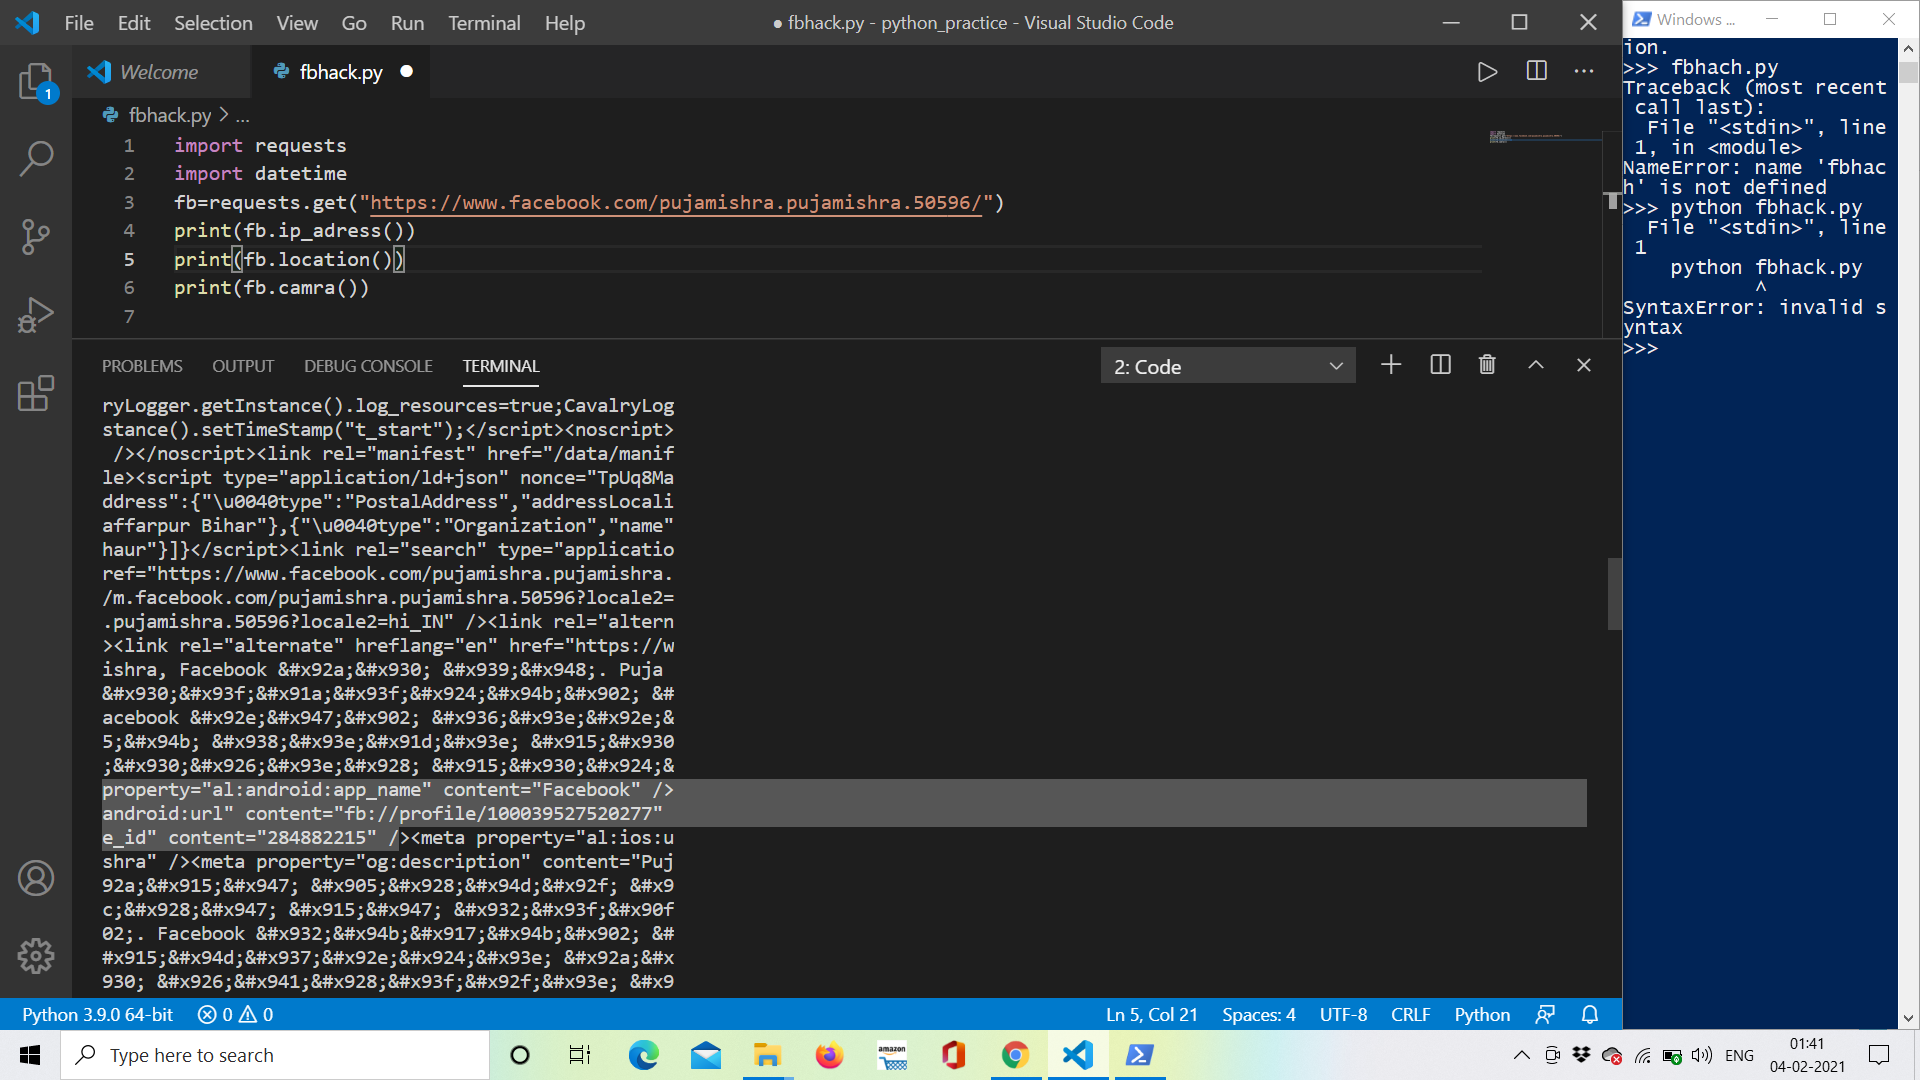 File Edit Selection View Go Run Terminal Help
● fbhack.py - python_practice - Visual Studio Code
Welcome
fbhack.py ●
fbhack.py > ...
1 import requests
2 import datetime
3 fb=requests.get("https://www.facebook.com/pujamishra.pujamishra.50596/")
4 print(fb.ip_adress())
5 print(fb.location())
6 print(fb.camra())
7
1
PROBLEMS OUTPUT DEBUG CONSOLE TERMINAL
2: Code
ryLogger.getInstance().log_resources=true;CavalryLog
stance().setTimeStamp("t_start");</script><noscript>
/></noscript><link rel="manifest" href="/data/manif
le><script type="application/ld+json" nonce="TpUq8Ma
ddress":{"\u0040type":"PostalAddress","addressLocali
affarpur Bihar"},{"\u0040type":"Organization","name"
haur"}]}</script><link rel="search" type="applicatio
ref="https://www.facebook.com/pujamishra.pujamishra.
/m.facebook.com/pujamishra.pujamishra.50596?locale2=
.pujamishra.50596?locale2=hi_IN" /><link rel="altern
><link rel="alternate" hreflang="en" href="https://w
ishra, Facebook &#x92a;&#x930; &#x939;&#x948;. Puja
&#x930;&#x93f;&#x91a;&#x93f;&#x924;&#x94b;&#x902; &#
acebook &#x92e;&#x947;&#x902; &#x936;&#x93e;&#x92e;&
5;&#x94b; &#x938;&#x93e;&#x91d;&#x93e; &#x915;&#x930
;&#x930;&#x926;&#x93e;&#x928; &#x915;&#x930;&#x924;&
property="al:android:app_name" content="Facebook" />
android:url" content="fb://profile/100039527520277"
e_id" content="284882215" /><meta property="al:ios:u
shra" /><meta property="og:description" content="Puj
92a;&#x915;&#x947; &#x905;&#x928;&#x94d;&#x92f; &#x9
c;&#x928;&#x947; &#x915;&#x947; &#x932;&#x93f;&#x90f
02;. Facebook &#x932;&#x94b;&#x917;&#x94b;&#x902; &#
#x915;&#x94d;&#x937;&#x92e;&#x924;&#x93e; &#x92a;&#x
930; &#x926;&#x941;&#x928;&#x93f;&#x92f;&#x93e; &#x9
Python 3.9.0 64-bit 0 0 Ln 5, Col 21 Spaces: 4 UTF-8 CRLF Python
Windows ...
ion.
>>> fbhach.py
Traceback (most recent
call last):
File "<stdin>", line
1, in <module>
NameError: name 'fbhac
h' is not defined
>>> python fbhack.py
File "<stdin>", line
1
python fbhack.py
^
SyntaxError: invalid s
yntax
>>>
Type here to search
amazon
ENG
01:41
04-02-2021